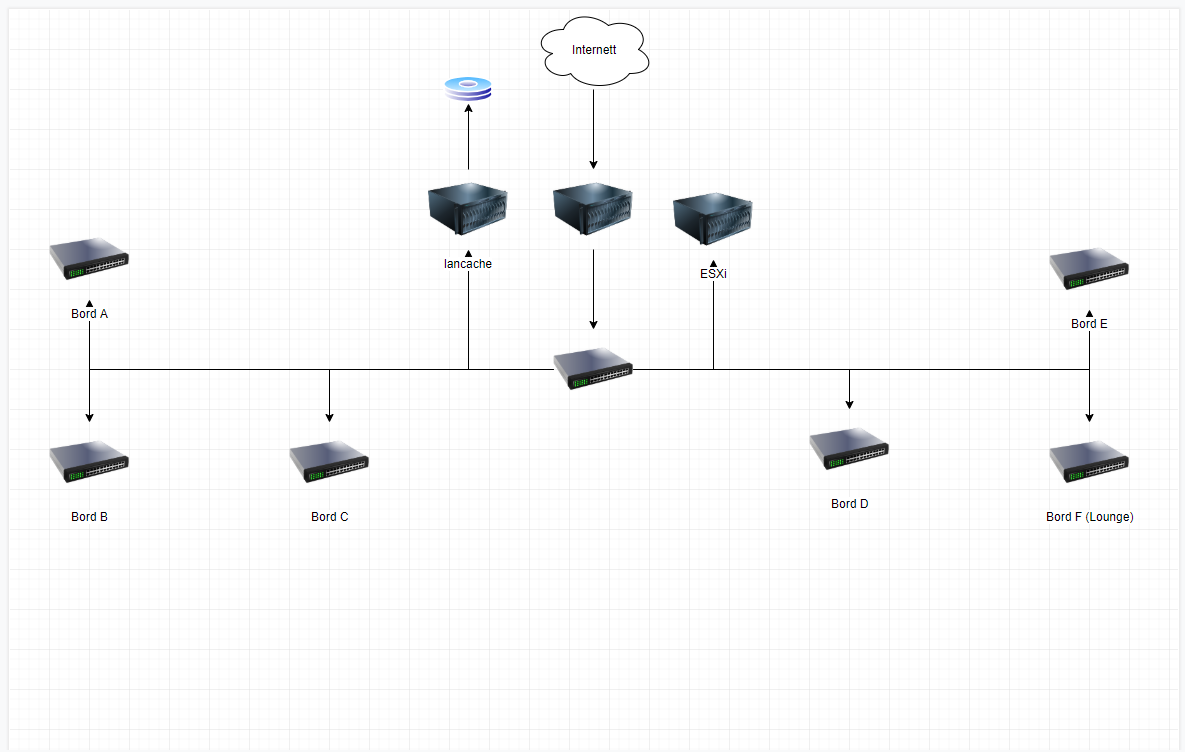 Internett
lancache
ESXi
Bord A
Bord E
Bord B
Bord C
Bord D
Bord F (Lounge)